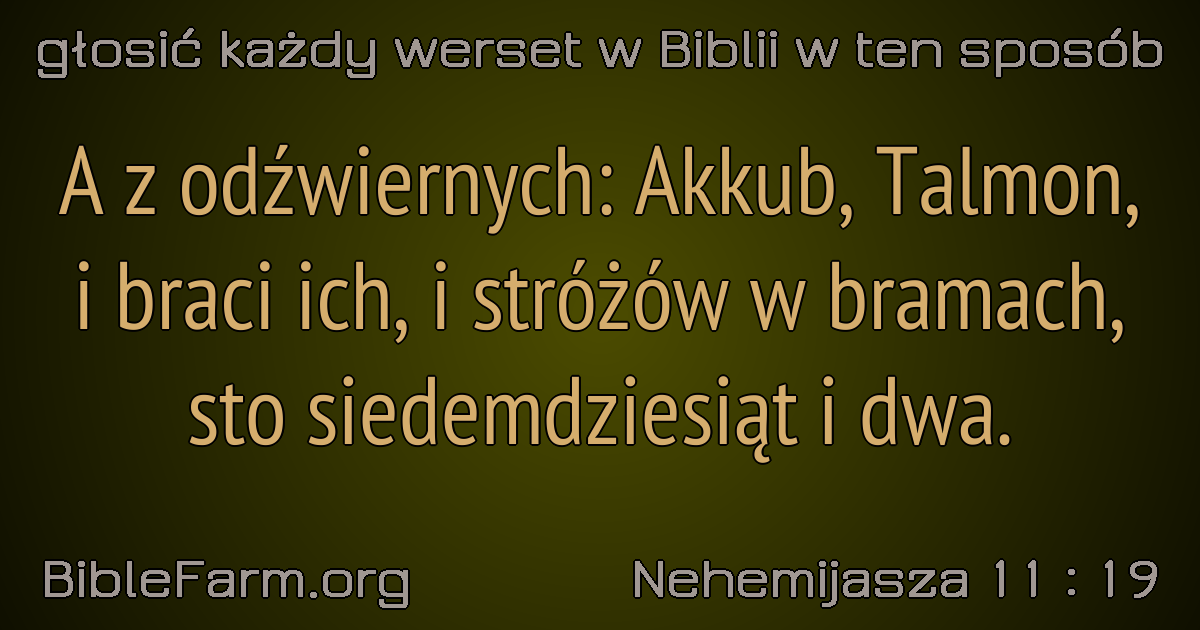 głosić każdy werset w Biblii w ten sposób
A z odźwiernych: Akkub, Talmon,
i braci ich, i stróżów w bramach,
sto siedemdziesiąt i dwa.
BibleFarm.org
Nehemijasza 11 : 19